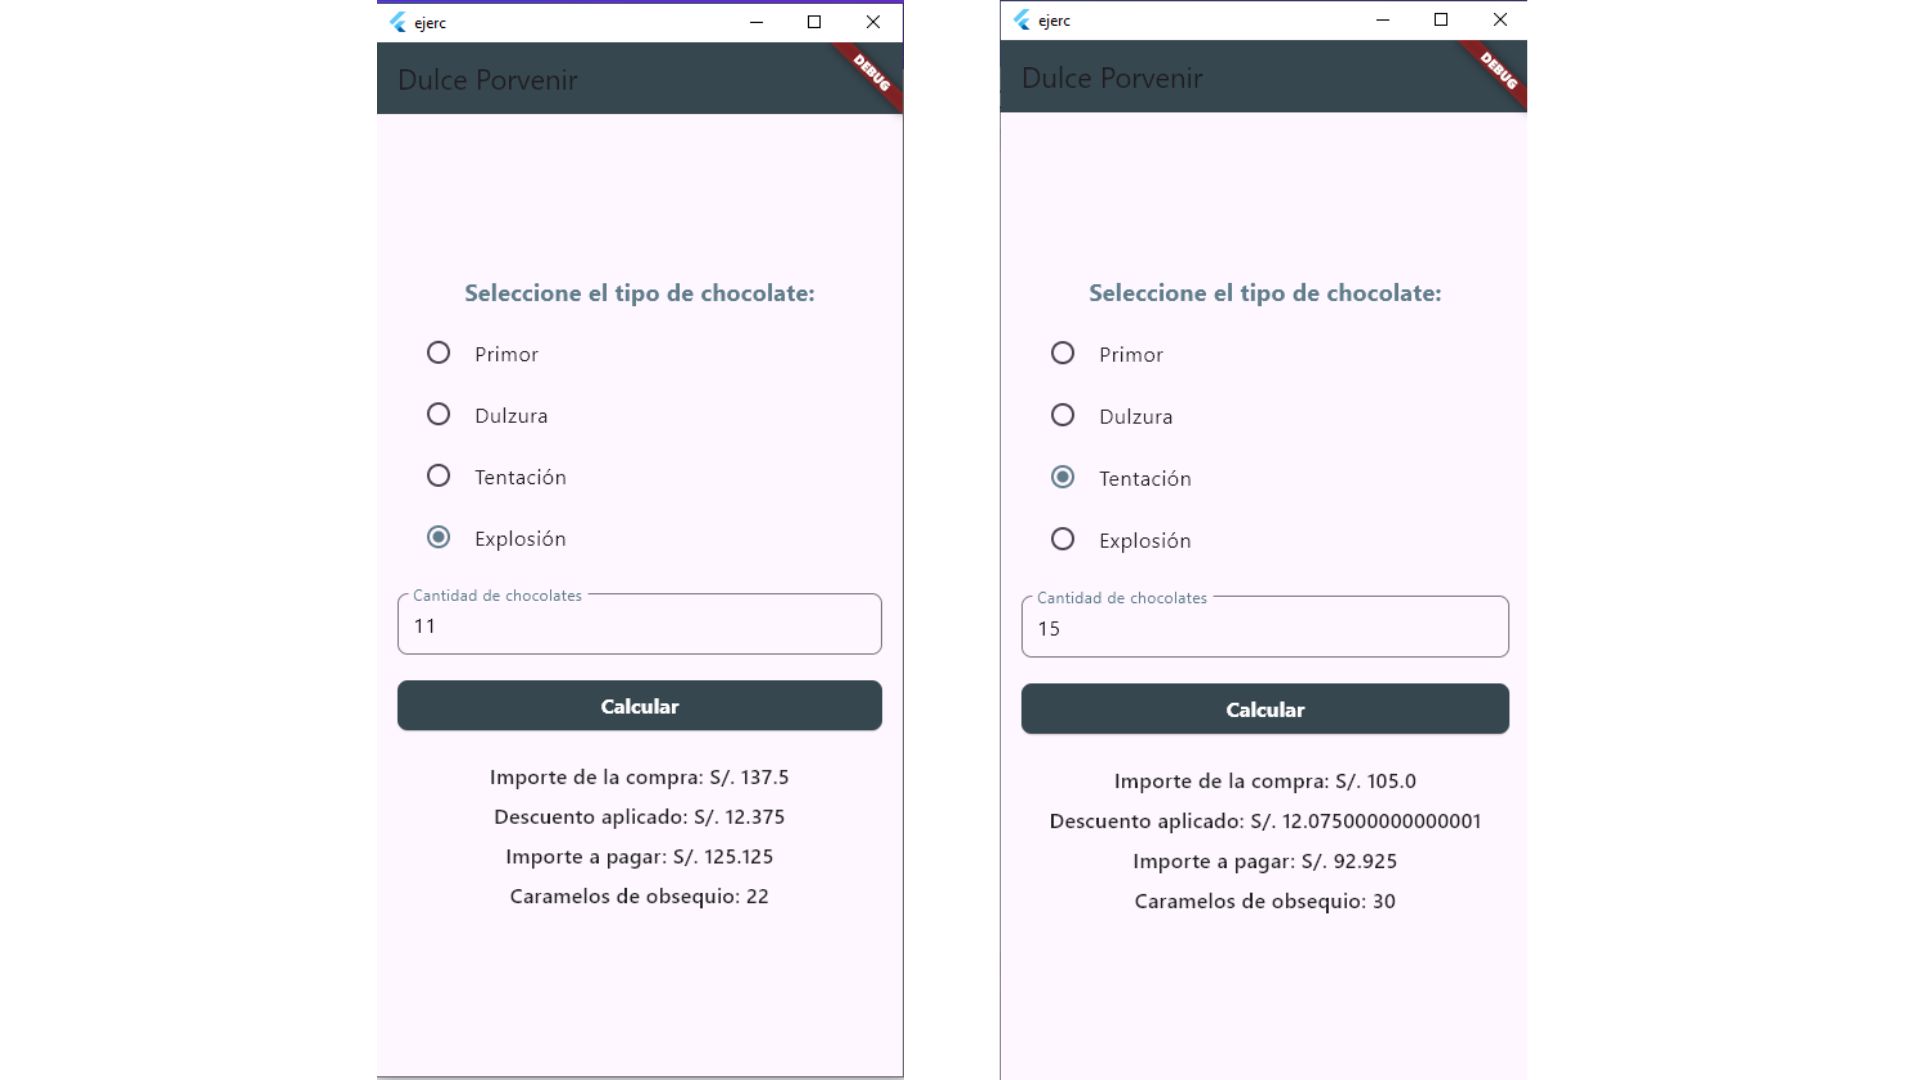 ejerc
Dulce Porvenir
DEBUG
Seleccione el tipo de chocolate:
Primor
Dulzura
Tentación
Explosión
Cantidad de chocolates
11
Calcular
Importe de la compra: S/. 137.5
Descuento aplicado: S/. 12.375
Importe a pagar: S/. 125.125
Caramelos de obsequio: 22
ejerc
Dulce Porvenir
DEBUG
Seleccione el tipo de chocolate:
Primor
Dulzura
Tentación
Explosión
Cantidad de chocolates
15
Calcular
Importe de la compra: S/. 105.0
Descuento aplicado: S/. 12.075000000000001
Importe a pagar: S/. 92.925
Caramelos de obsequio: 30